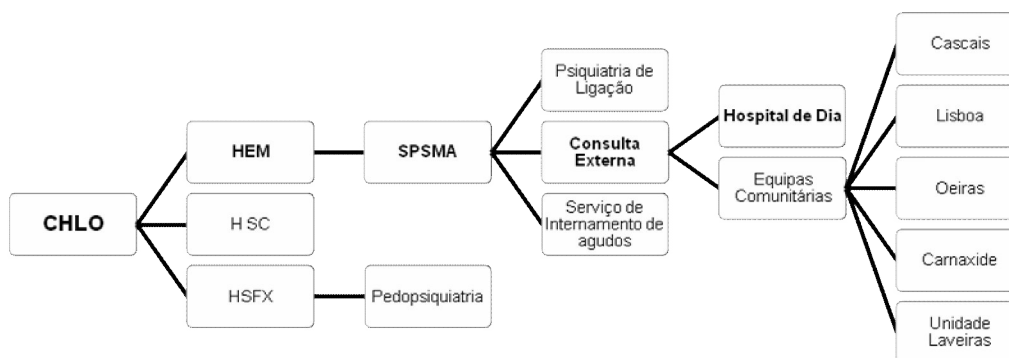 CHLO
HEM
H SC
HSFX
SPSMA
Pedopsiquiatria
Psiquiatria de
Ligação
Consulta
Externa
Serviço de
Internamento de
agudos
Hospital de Dia
Equipas
Comunitárias
Cascais
Lisboa
Oeiras
Carnaxide
Unidade
Laveiras